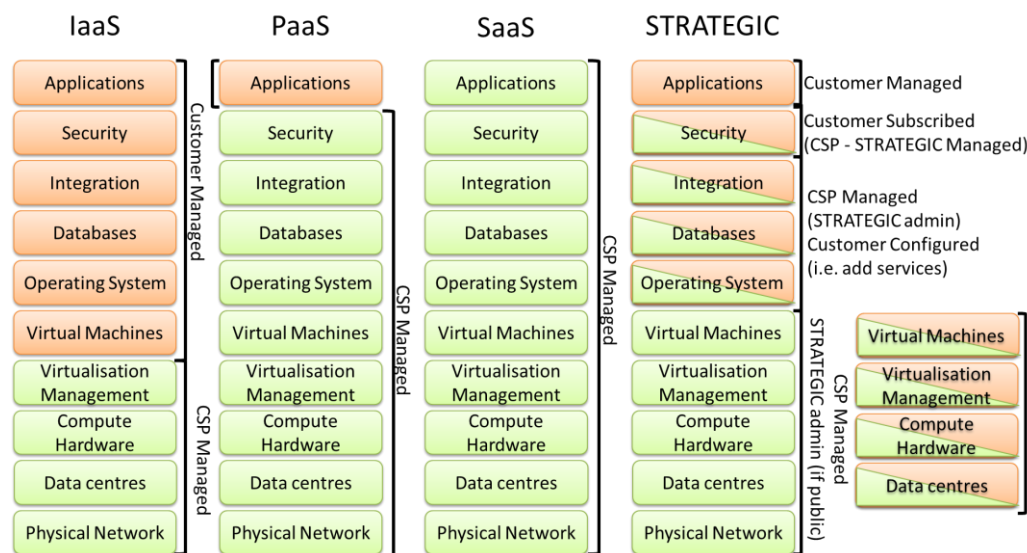 IaaS
PaaS
SaaS
STRATEGIC
Applications
Security
Integration
Databases
Operating System
Virtual Machines
Virtualisation
Management
Compute
Hardware
Data centres
Physical Network
Customer Managed
CSP Managed
Applications
Security
Integration
Databases
Operating System
Virtual Machines
Virtualisation
Management
Compute
Hardware
Data centres
Physical Network
CSP Managed
Applications
Security
Integration
Databases
Operating System
Virtual Machines
Virtualisation
Management
Compute
Hardware
Data centres
Physical Network
CSP Managed
Applications
Security
Integration
Databases
Operating System
Virtual Machines
Virtualisation
Management
Compute
Hardware
Data centres
Physical Network
Customer Managed
Customer Subscribed
(CSP - STRATEGIC Managed)
CSP Managed
(STRATEGIC admin)
Customer Configured
(i.e. add services)
STRATEGIC admin (if public)
CSP Managed
Virtual Machines
Virtualisation
Management
Compute
Hardware
Data centres